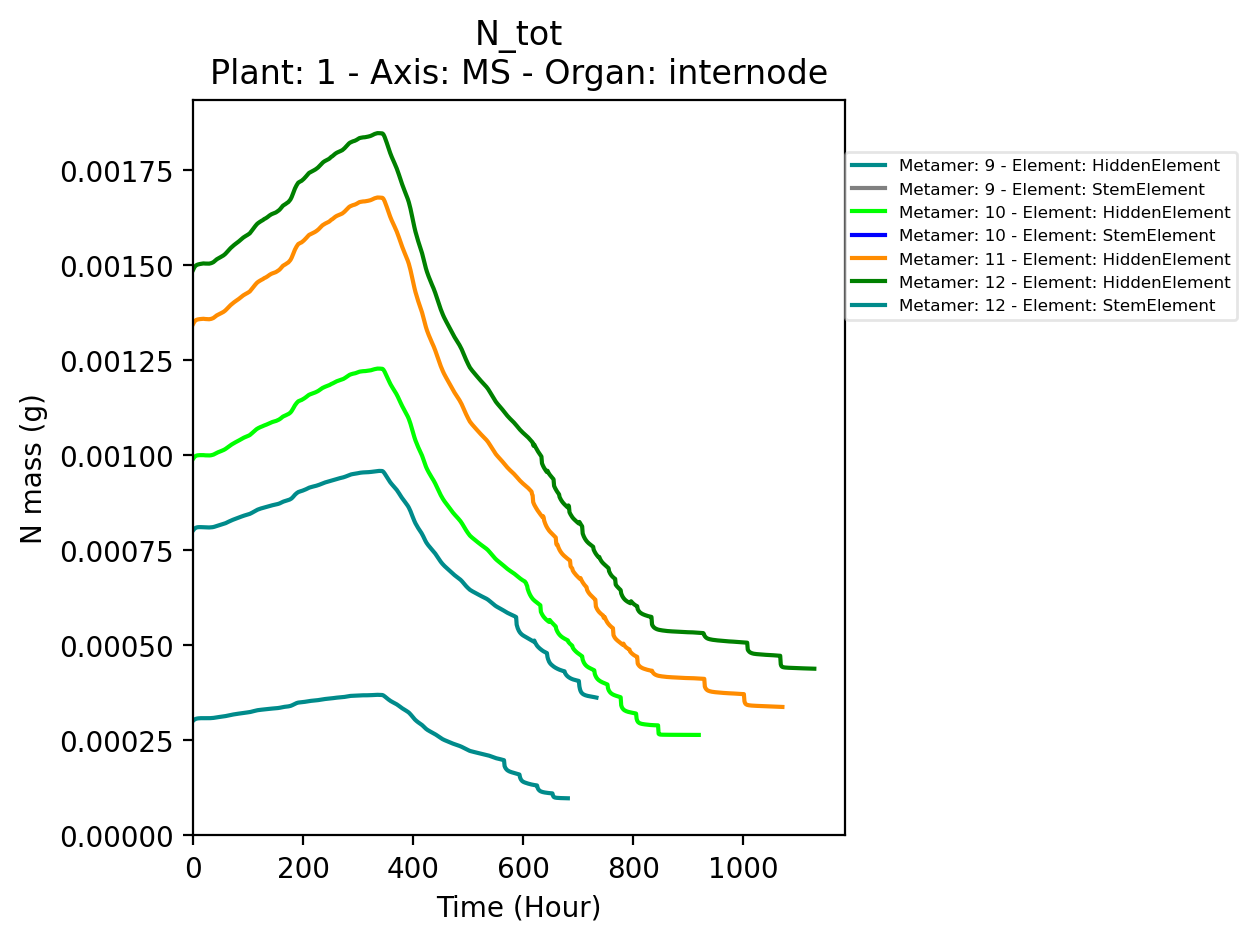 N_tot
Plant: 1 - Axis: MS - Organ: internode
N mass (g)
0.00175
0.00150
0.00125
0.00100
0.00075
0.00050
0.00025
0.00000
0 200 400 600 800 1000
Time (Hour)
Metamer: 9 - Element: HiddenElement
Metamer: 9 - Element: StemElement
Metamer: 10 - Element: HiddenElement
Metamer: 10 - Element: StemElement
Metamer: 11 - Element: HiddenElement
Metamer: 12 - Element: HiddenElement
Metamer: 12 - Element: StemElement